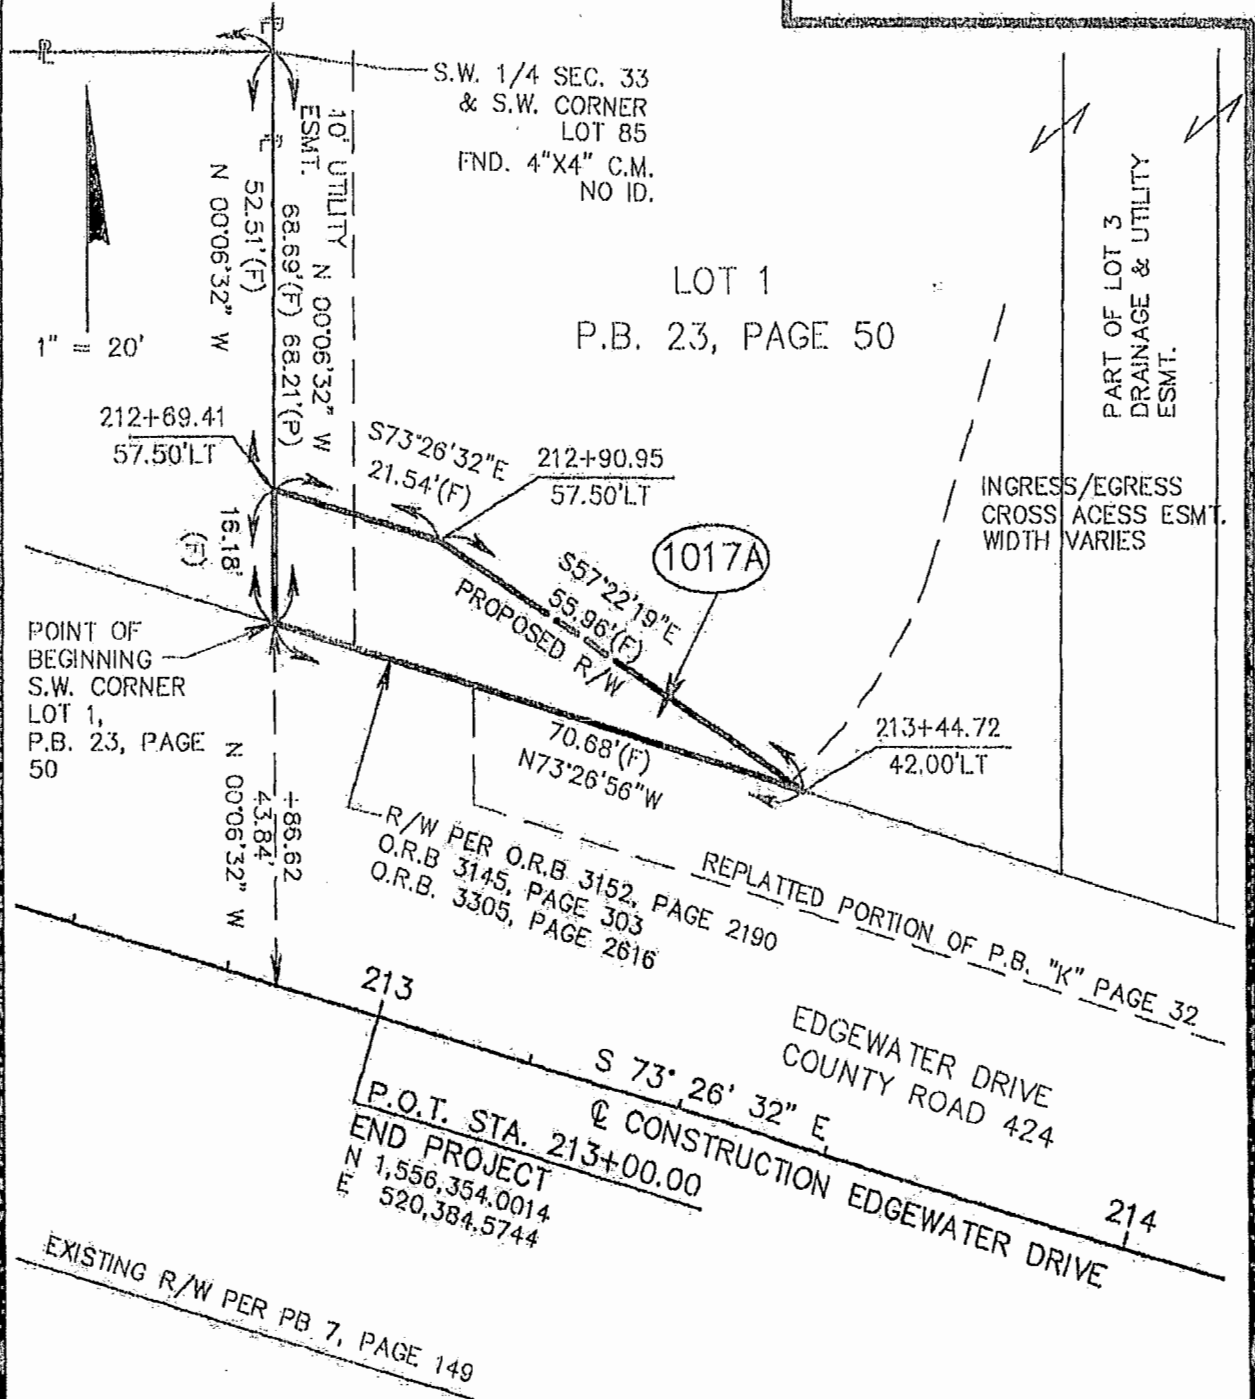 S.W. 1/4 SEC. 33
& S.W. CORNER
LOT 85
FND. 4"X4" C.M.
NO ID.
1" = 20'
10' UTILITY
ESMT.
N 00°06'32" W
68.69'(F) 68.21'(P)
52.51'(F)
N 00°06'32" W
LOT 1
P.B. 23, PAGE 50
PART OF LOT 3
DRAINAGE & UTILITY
ESMT.
212+69.41
57.50'LT
S73°26'32"E
21.54'(F)
212+90.95
57.50'LT
INGRESS/EGRESS
CROSS ACESS ESMT.
WIDTH VARIES
16.18'
(F)
1017A
S57°22'19"E
55.96'(F)
PROPOSED R/W
POINT OF
BEGINNING
S.W. CORNER
LOT 1,
P.B. 23, PAGE
50
70.68'(F)
N73°26'56"W
213+44.72
42.00'LT
+86.62
43.84'
N 00°06'32" W
R/W PER O.R.B 3152, PAGE 2190
O.R.B 3145, PAGE 303
O.R.B. 3305, PAGE 2616
REPLATTED PORTION OF P.B. "K" PAGE 32
213
EDGEWATER DRIVE
COUNTY ROAD 424
S 73° 26' 32" E
℄ CONSTRUCTION EDGEWATER DRIVE
P.O.T. STA. 213+00.00
END PROJECT
N 1,556,354.0014
E 520,384.5744
214
EXISTING R/W PER PB 7, PAGE 149